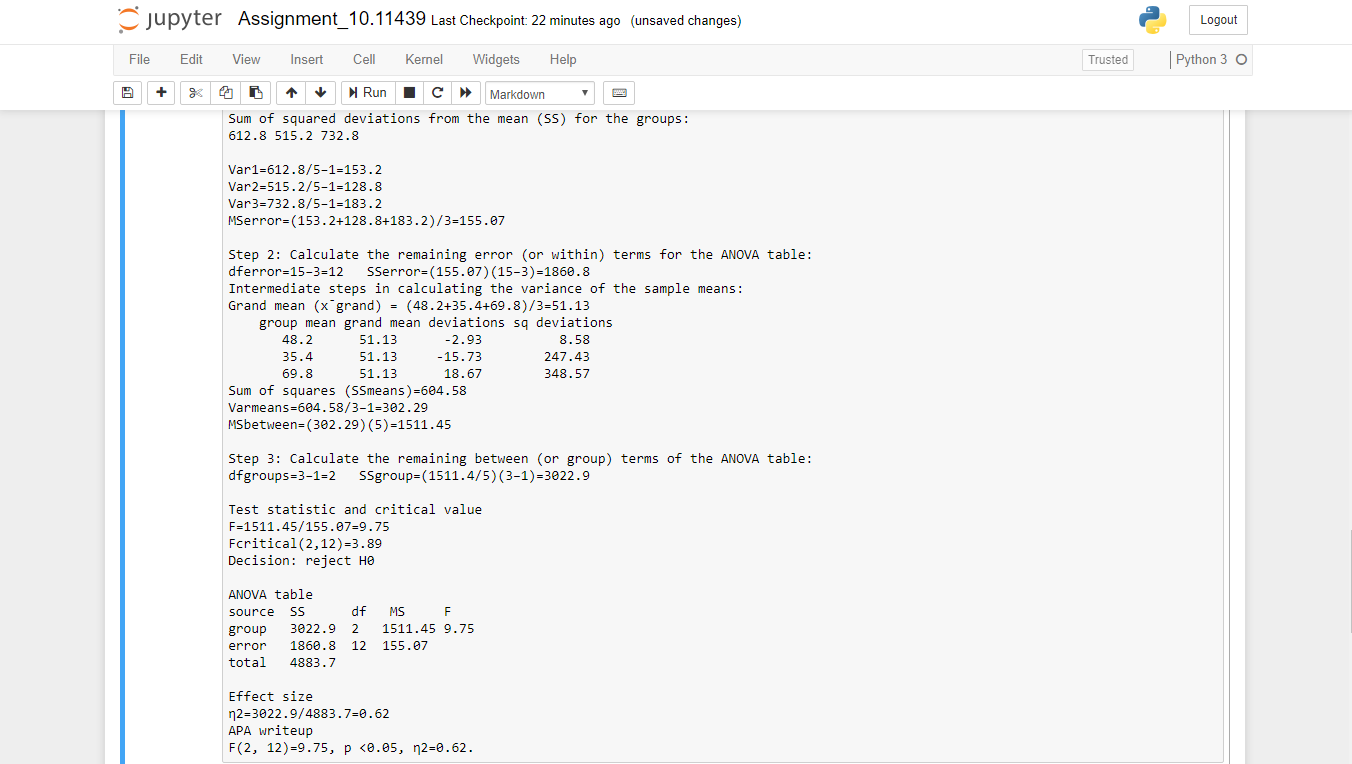 jupyter Assignment_10.11439 Last Checkpoint: 22 minutes ago (unsaved changes)
Logout
File Edit View Insert Cell Kernel Widgets Help
Trusted
Python 3
Run
Markdown
Sum of squared deviations from the mean (SS) for the groups:
612.8 515.2 732.8
Var1=612.8/5-1=153.2
Var2=515.2/5-1=128.8
Var3=732.8/5-1=183.2
MSerror=(153.2+128.8+183.2)/3=155.07
Step 2: Calculate the remaining error (or within) terms for the ANOVA table:
dferror=15-3=12   SSerror=(155.07)(15-3)=1860.8
Intermediate steps in calculating the variance of the sample means:
Grand mean (x¯grand) = (48.2+35.4+69.8)/3=51.13
group mean grand mean deviations sq deviations
48.2 51.13 -2.93 8.58
35.4 51.13 -15.73 247.43
69.8 51.13 18.67 348.57
Sum of squares (SSmeans)=604.58
Varmeans=604.58/3-1=302.29
MSbetween=(302.29)(5)=1511.45
Step 3: Calculate the remaining between (or group) terms of the ANOVA table:
dfgroups=3-1=2   SSgroup=(1511.4/5)(3-1)=3022.9
Test statistic and critical value
F=1511.45/155.07=9.75
Fcritical(2,12)=3.89
Decision: reject H0
ANOVA table
source SS df MS F
group 3022.9 2 1511.45 9.75
error 1860.8 12 155.07
total 4883.7
Effect size
η2=3022.9/4883.7=0.62
APA writeup
F(2, 12)=9.75, p <0.05, η2=0.62.